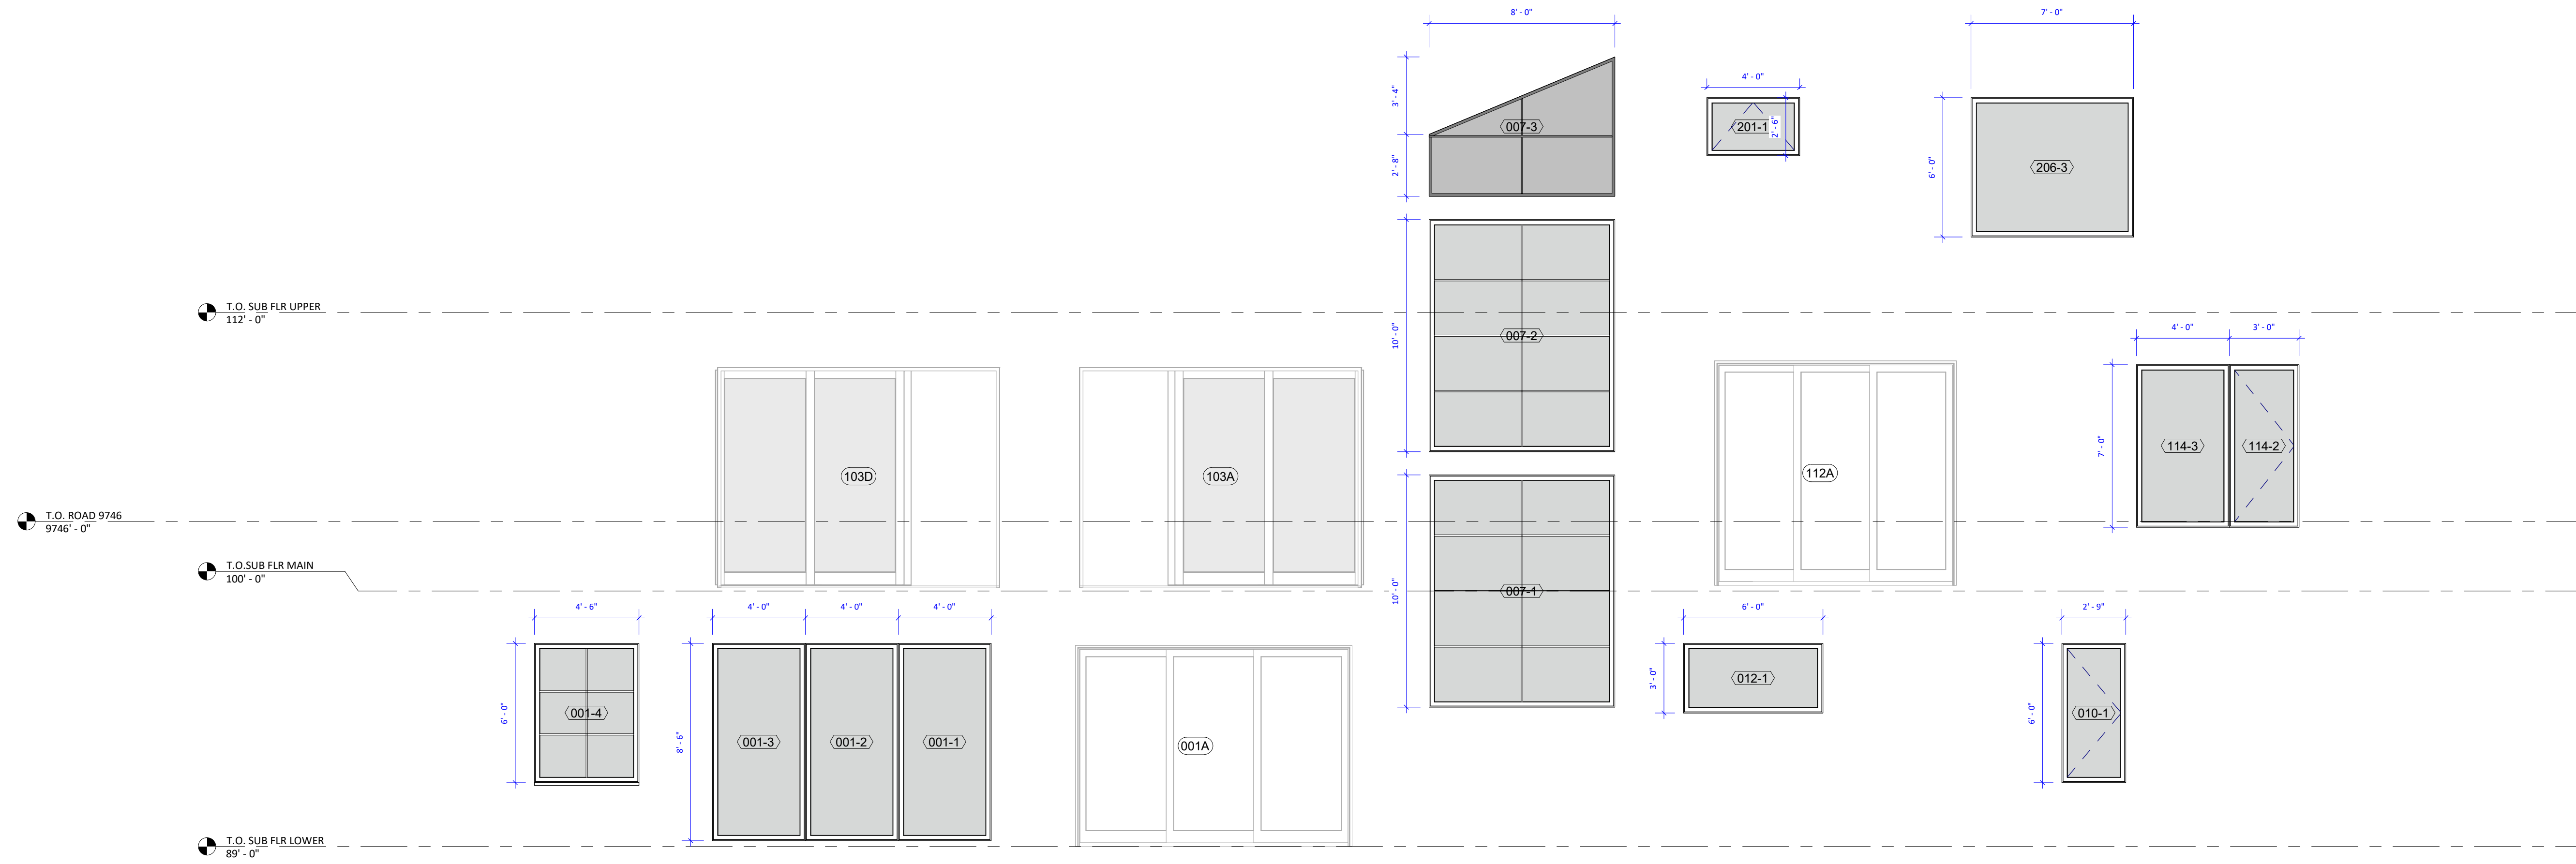 8' - 0"
7' - 0"
3' - 4"
2' - 8"
007-3
4' - 0"
201-1
2' - 6"
6' - 0"
206-3
T.O. SUB FLR UPPER
112' - 0"
10' - 0"
007-2
4' - 0"
3' - 0"
7' - 0"
114-3
114-2
103D
103A
112A
T.O. ROAD 9746
9746' - 0"
T.O.SUB FLR MAIN
100' - 0"
10' - 0"
007-1
4' - 6"
4' - 0"
4' - 0"
4' - 0"
6' - 0"
2' - 9"
6' - 0"
001-4
8' - 6"
001-3
001-2
001-1
001A
3' - 0"
012-1
6' - 0"
010-1
T.O. SUB FLR LOWER
89' - 0"